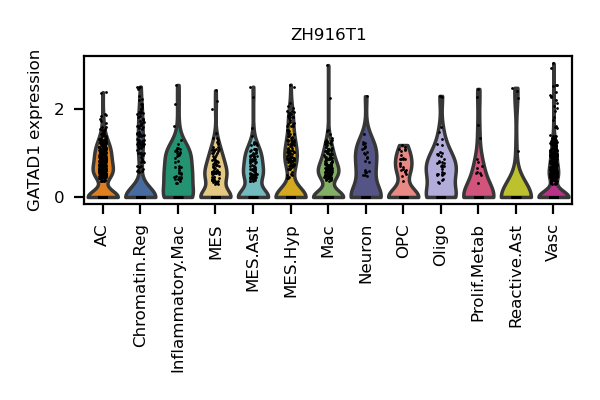 ZH916T1
GATAD1 expression
2
0
AC
Chromatin.Reg
Inflammatory.Mac
MES
MES.Ast
MES.Hyp
Mac
Neuron
OPC
Oligo
Prolif.Metab
Reactive.Ast
Vasc